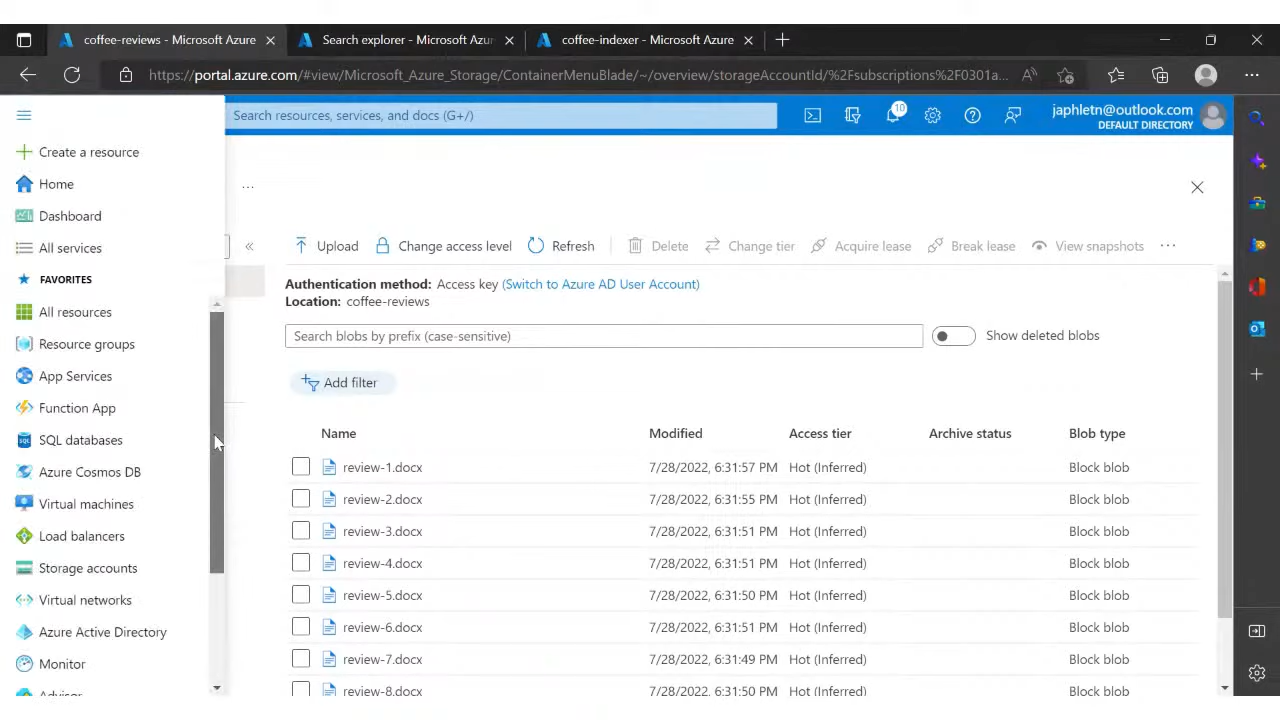 coffee-reviews - Microsoft Azure
Search explorer - Microsoft Azur
coffee-indexer - Microsoft Azure
https://portal.azure.com/#view/Microsoft_Azure_Storage/ContainerMenuBlade/~/overview/storageAccountId/%2Fsubscriptions%2F0301a...
Search resources, services, and docs (G+/)
10
japhletn@outlook.com
DEFAULT DIRECTORY
Create a resource
Home
Dashboard
All services
FAVORITES
All resources
Resource groups
App Services
Function App
SQL databases
Azure Cosmos DB
Virtual machines
Load balancers
Storage accounts
Virtual networks
Azure Active Directory
Monitor
Advisor
...
Upload Change access level Refresh Delete Change tier Acquire lease Break lease View snapshots ...
Authentication method: Access key (Switch to Azure AD User Account)
Location: coffee-reviews
Search blobs by prefix (case-sensitive) Show deleted blobs
Add filter
Name Modified Access tier Archive status Blob type
review-1.docx 7/28/2022, 6:31:57 PM Hot (Inferred) Block blob
review-2.docx 7/28/2022, 6:31:55 PM Hot (Inferred) Block blob
review-3.docx 7/28/2022, 6:31:51 PM Hot (Inferred) Block blob
review-4.docx 7/28/2022, 6:31:51 PM Hot (Inferred) Block blob
review-5.docx 7/28/2022, 6:31:50 PM Hot (Inferred) Block blob
review-6.docx 7/28/2022, 6:31:51 PM Hot (Inferred) Block blob
review-7.docx 7/28/2022, 6:31:49 PM Hot (Inferred) Block blob
review-8.docx 7/28/2022, 6:31:50 PM Hot (Inferred) Block blob